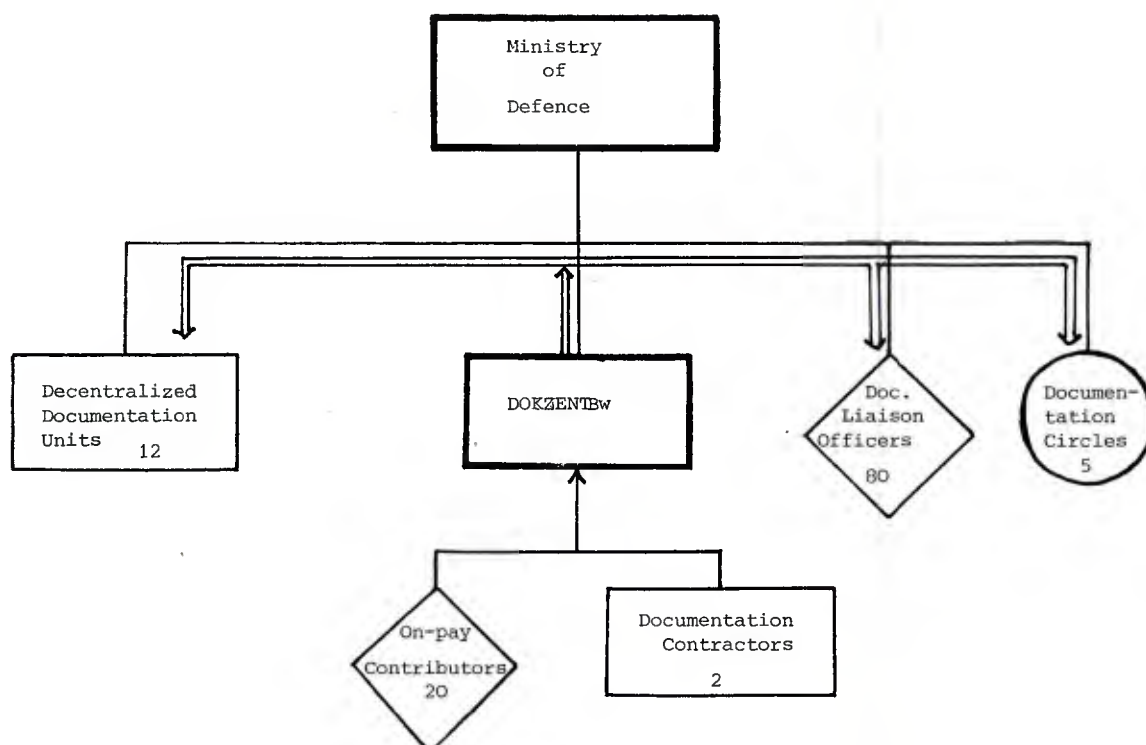 Ministry
of
Defence
Decentralized
Documentation
Units
12
DOKZENTBw
Doc.
Liaison
Officers
80
Documen-
tation
Circles
5
On-pay
Contributors
20
Documentation
Contractors
2